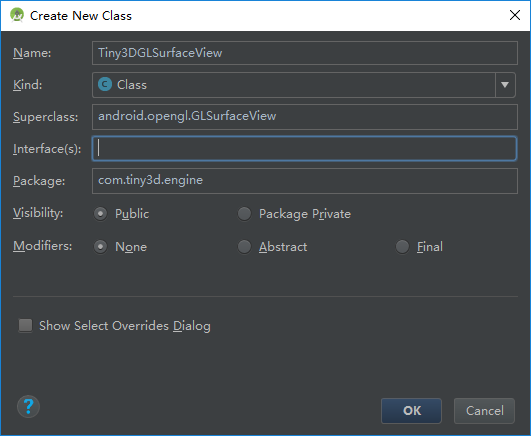 Create New Class
Name: Tiny3DGLSurfaceView
Kind: C Class
Superclass: android.opengl.GLSurfaceView
Interface(s):
Package: com.tiny3d.engine
Visibility: Public Package Private
Modifiers: None Abstract Final
Show Select Overrides Dialog
? OK Cancel